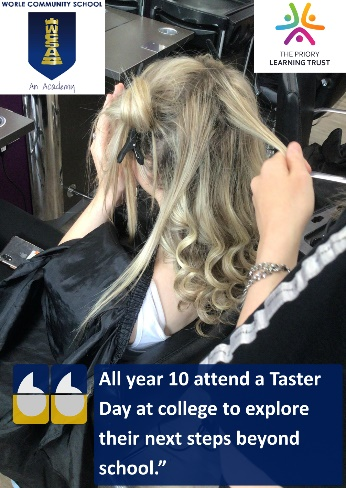 WORLE COMMUNITY SCHOOL
An Academy
THE PRIORY
LEARNING TRUST
All year 10 attend a Taster
Day at college to explore
their next steps beyond
school.”